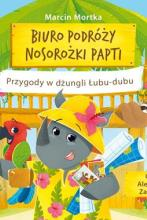 Marcin Mortka
BIURO PODRÓŻY
NOSOROŻKI PAPTI
Przygody w dżungli Łubu-dubu